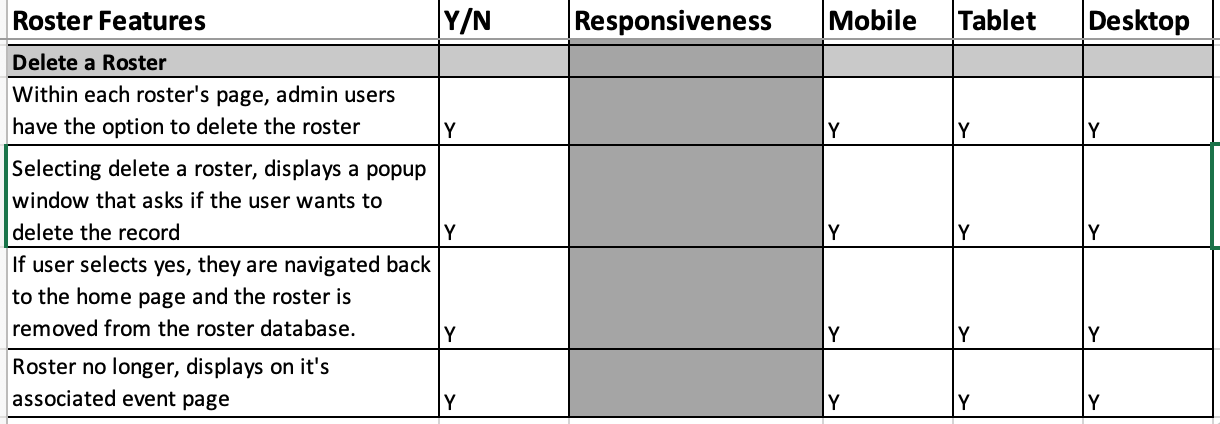 Roster Features Y/N Responsiveness Mobile Tablet Desktop
Delete a Roster
Within each roster's page, admin users
have the option to delete the roster Y Y Y Y
Selecting delete a roster, displays a popup
window that asks if the user wants to
delete the record Y Y Y Y
If user selects yes, they are navigated back
to the home page and the roster is
removed from the roster database. Y Y Y Y
Roster no longer, displays on it's
associated event page Y Y Y Y